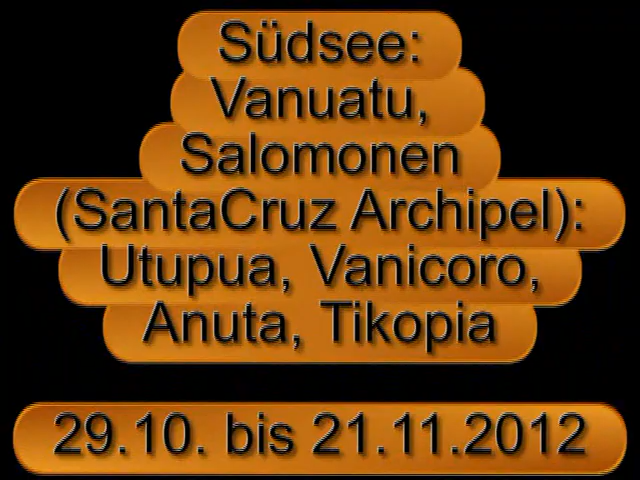 Südsee:
Vanuatu,
Salomonen
(SantaCruz Archipel):
Utupua, Vanicoro,
Anuta, Tikopia
29.10. bis 21.11.2012